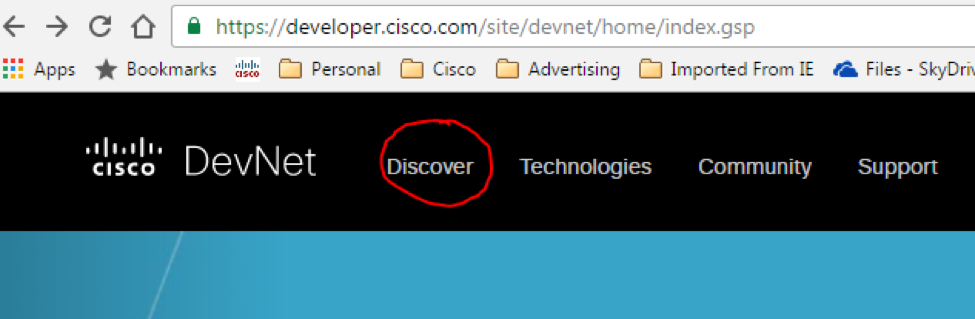 https://developer.cisco.com/site/devnet/home/index.gsp
Apps Bookmarks cisco Personal Cisco Advertising Imported From IE Files - SkyDriv
cisco DevNet Discover Technologies Community Support